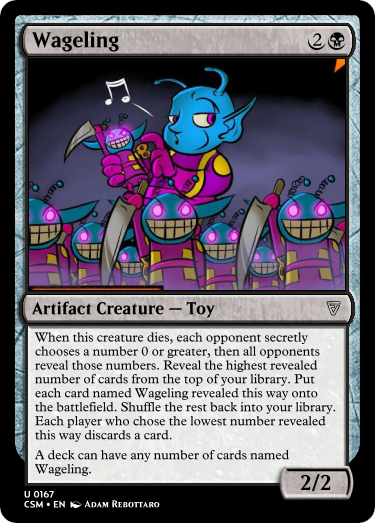 Wageling 2
Artifact Creature — Toy
When this creature dies, each opponent secretly
chooses a number 0 or greater, then all opponents
reveal those numbers. Reveal the highest revealed
number of cards from the top of your library. Put
each card named Wageling revealed this way onto
the battlefield. Shuffle the rest back into your library.
Each player who chose the lowest number revealed
this way discards a card.
A deck can have any number of cards named
Wageling.
2/2
U 0167
CSM • EN Adam Rebottaro